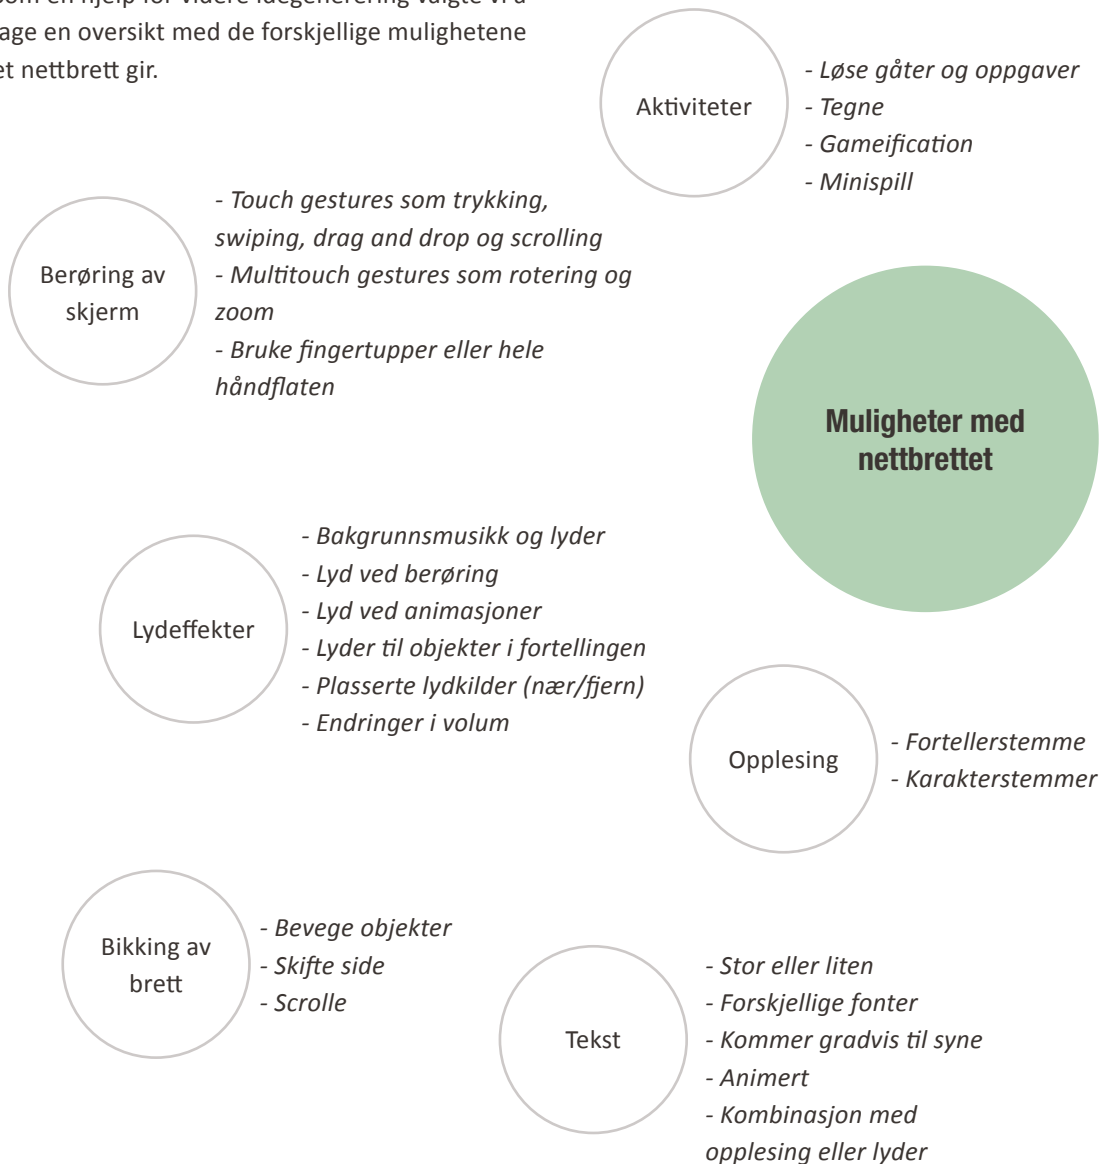 om en hjelp for videre idegenerering valgte vi å
age en oversikt med de forskjellige mulighetene
et nettbrett gir.
Aktiviteter
- Løse gåter og oppgaver
- Tegne
- Gameification
- Minispill
Berøring av
skjerm
- Touch gestures som trykking,
swiping, drag and drop og scrolling
- Multitouch gestures som rotering og
zoom
- Bruke fingertupper eller hele
håndflaten
Muligheter med
nettbrettet
Lydeffekter
- Bakgrunnsmusikk og lyder
- Lyd ved berøring
- Lyd ved animasjoner
- Lyder til objekter i fortellingen
- Plasserte lydkilder (nær/fjern)
- Endringer i volum
Opplesing
- Fortellerstemme
- Karakterstemmer
Bikking av
brett
- Bevege objekter
- Skifte side
- Scrolle
Tekst
- Stor eller liten
- Forskjellige fonter
- Kommer gradvis til syne
- Animert
- Kombinasjon med
opplesing eller lyder